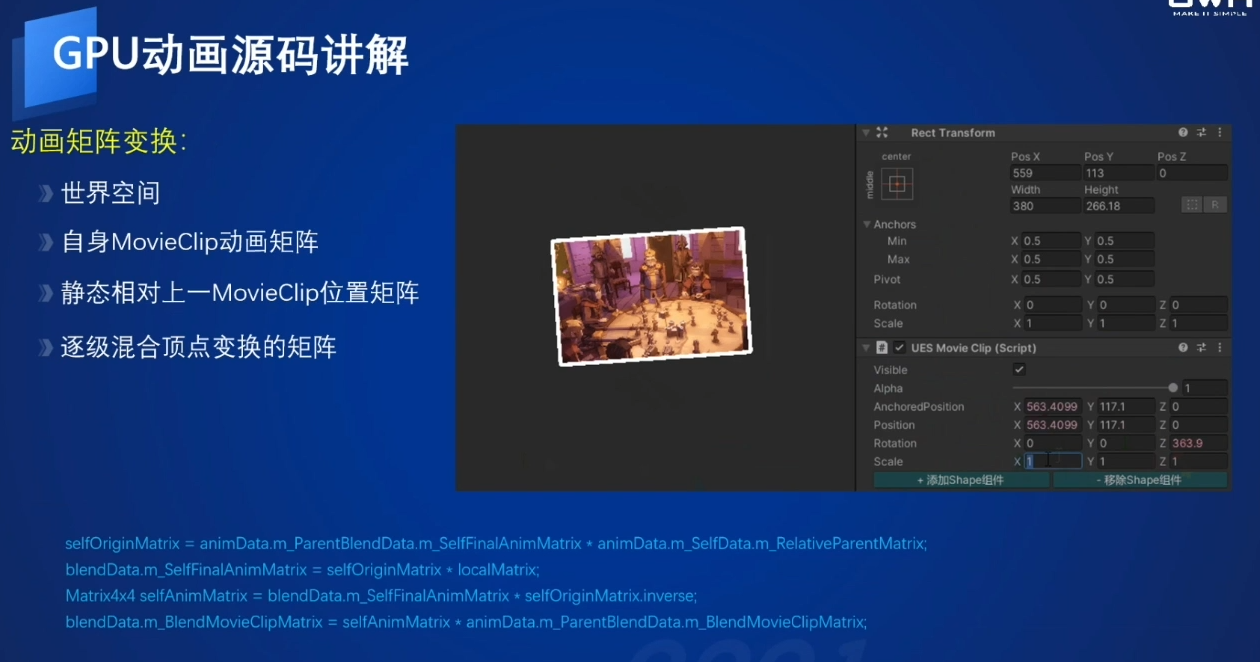 MAKE IT SIMPLE
GPU动画源码讲解
动画矩阵变换:
世界空间
自身MovieClip动画矩阵
静态相对上一MovieClip位置矩阵
逐级混合顶点变换的矩阵
Rect Transform
center
middle
Pos X Pos Y Pos Z
559 113 0
Width Height
380 266.18
R
Anchors
Min X 0.5 Y 0.5
Max X 0.5 Y 0.5
Pivot X 0.5 Y 0.5
Rotation X 0 Y 0 Z 0
Scale X 1 Y 1 Z 1
# UES Movie Clip (Script)
Visible
Alpha 1
AnchoredPosition X 563.4099 Y 117.1 Z 0
Position X 563.4099 Y 117.1 Z 0
Rotation X 0 Y 0 Z 363.9
Scale X 1 Y 1 Z 1
+ 添加Shape组件 - 移除Shape组件
selfOriginMatrix = animData.m_ParentBlendData.m_SelfFinalAnimMatrix * animData.m_SelfData.m_RelativeParentMatrix;
blendData.m_SelfFinalAnimMatrix = selfOriginMatrix * localMatrix;
Matrix4x4 selfAnimMatrix = blendData.m_SelfFinalAnimMatrix * selfOriginMatrix.inverse;
blendData.m_BlendMovieClipMatrix = selfAnimMatrix * animData.m_ParentBlendData.m_BlendMovieClipMatrix;